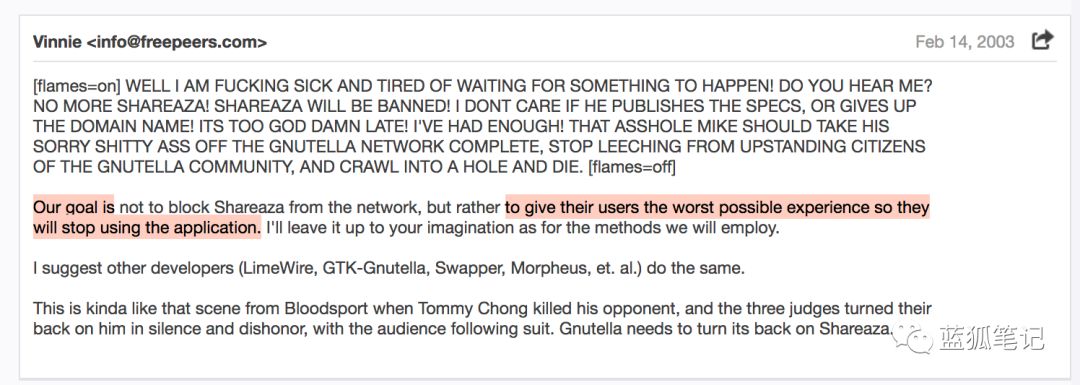 Vinnie <info@freepeers.com>
Feb 14, 2003
[flames=on] WELL I AM FUCKING SICK AND TIRED OF WAITING FOR SOMETHING TO HAPPEN! DO YOU HEAR ME?
NO MORE SHAREAZA! SHAREAZA WILL BE BANNED! I DONT CARE IF HE PUBLISHES THE SPECS, OR GIVES UP
THE DOMAIN NAME! ITS TOO GOD DAMN LATE! I'VE HAD ENOUGH! THAT ASSHOLE MIKE SHOULD TAKE HIS
SORRY SHITTY ASS OFF THE GNUTELLA NETWORK COMPLETE, STOP LEECHING FROM UPSTANDING CITIZENS
OF THE GNUTELLA COMMUNITY, AND CRAWL INTO A HOLE AND DIE. [flames=off]
Our goal is not to block Shareaza from the network, but rather to give their users the worst possible experience so they
will stop using the application. I'll leave it up to your imagination as for the methods we will employ.
I suggest other developers (LimeWire, GTK-Gnutella, Swapper, Morpheus, et. al.) do the same.
This is kinda like that scene from Bloodsport when Tommy Chong killed his opponent, and the three judges turned their
back on him in silence and dishonor, with the audience following suit. Gnutella needs to turn its back on Shareaza.
蓝狐笔记